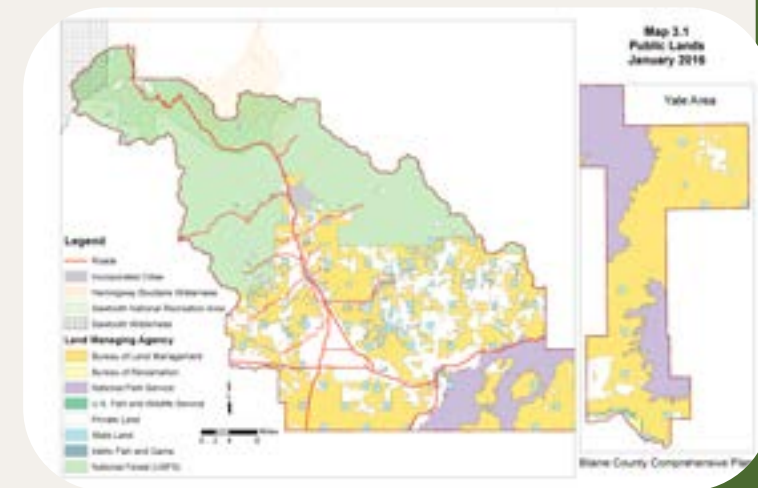 Map 3.1
Public Lands
January 2016
Yale Area
Legend
Roads
Incorporated Cities
Hemingway Boulders Wilderness
Sawtooth National Recreation Area
Sawtooth Wilderness
Land Managing Agency
Bureau of Land Management
Bureau of Reclamation
National Park Service
U.S. Fish and Wildlife Service
Private Land
State Land
Idaho Fish and Game
National Forest (USFS)
Miles
Blaine County Comprehensive